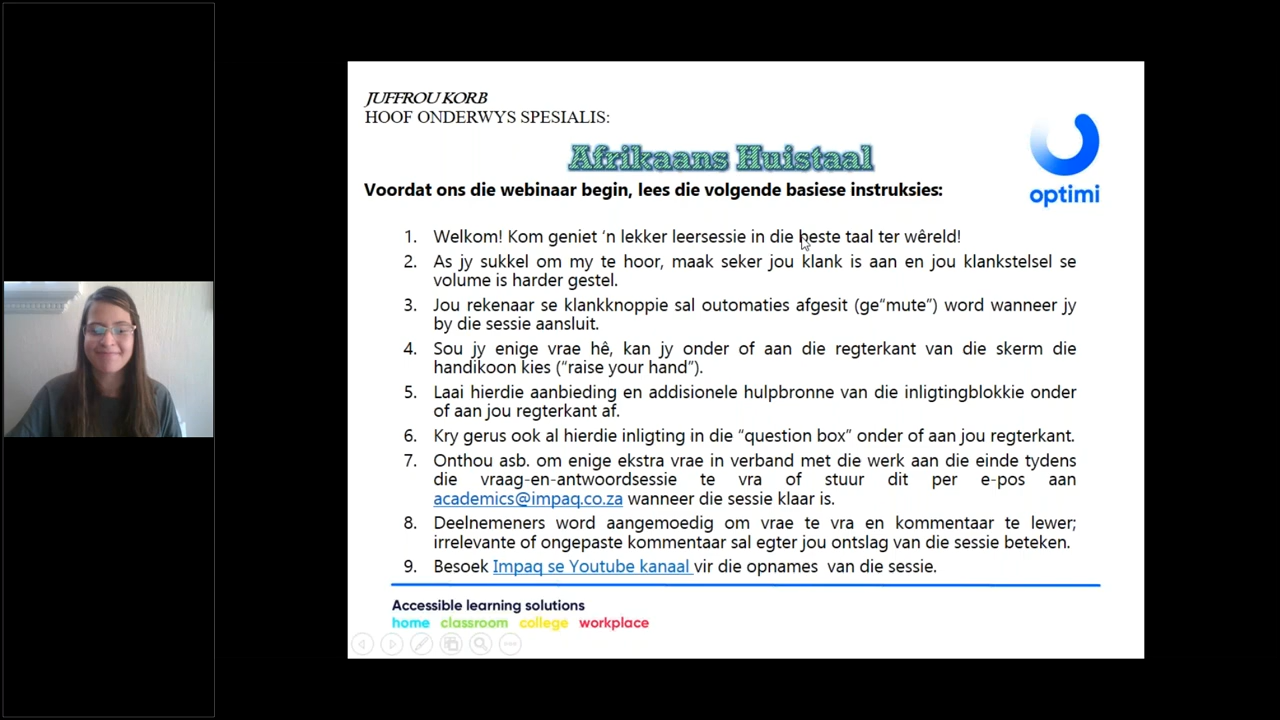 JUFFROU KORB
HOOF ONDERWYS SPESIALIS:
Afrikaans Huistaal
optimi
Voordat ons die webinaar begin, lees die volgende basiese instruksies:
1. Welkom! Kom geniet ‘n lekker leersessie in die beste taal ter wêreld!
2. As jy sukkel om my te hoor, maak seker jou klank is aan en jou klankstelsel se
volume is harder gestel.
3. Jou rekenaar se klankknoppie sal outomaties afgesit (ge“mute”) word wanneer jy
by die sessie aansluit.
4. Sou jy enige vrae hê, kan jy onder of aan die regterkant van die skerm die
handikoon kies (“raise your hand”).
5. Laai hierdie aanbieding en addisionele hulpbronne van die inligtingblokkie onder
of aan jou regterkant af.
6. Kry gerus ook al hierdie inligting in die “question box” onder of aan jou regterkant.
7. Onthou asb. om enige ekstra vrae in verband met die werk aan die einde tydens
die vraag-en-antwoordsessie te vra of stuur dit per e-pos aan
academics@impaq.co.za wanneer die sessie klaar is.
8. Deelnemeners word aangemoedig om vrae te vra en kommentaar te lewer;
irrelevante of ongepaste kommentaar sal egter jou ontslag van die sessie beteken.
9. Besoek Impaq se Youtube kanaal vir die opnames van die sessie.
Accessible learning solutions
home classroom college workplace